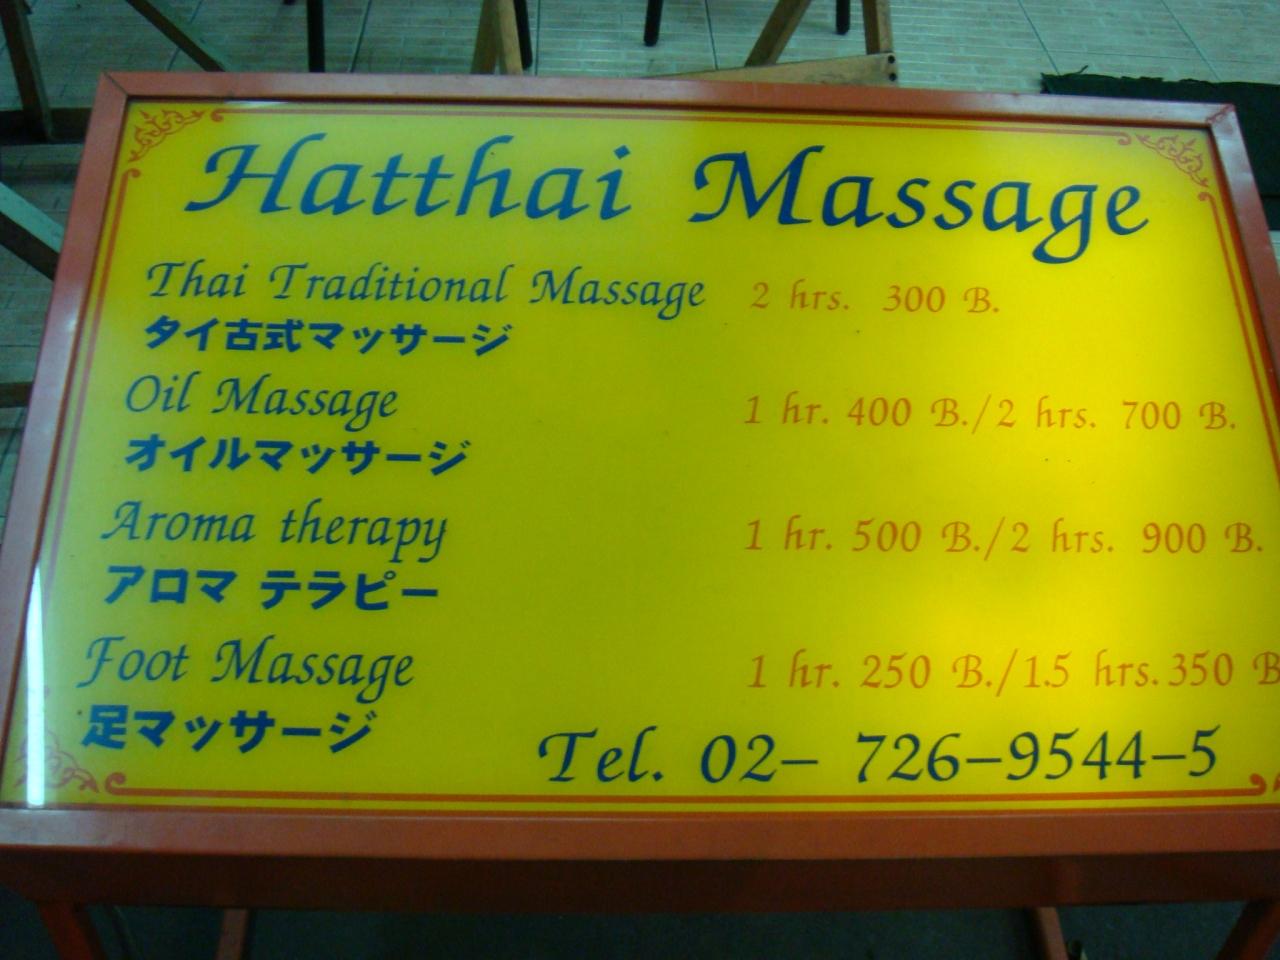 Hatthai Massage
Thai Traditional Massage 2 hrs. 300 B.
タイ古式マッサージ
Oil Massage 1 hr. 400 B./2 hrs. 700 B.
オイルマッサージ
Aroma therapy 1 hr. 500 B./2 hrs. 900 B.
アロマ テラピー
Foot Massage 1 hr. 250 B./1.5 hrs. 350 B
足マッサージ
Tel. 02- 726-9544-5